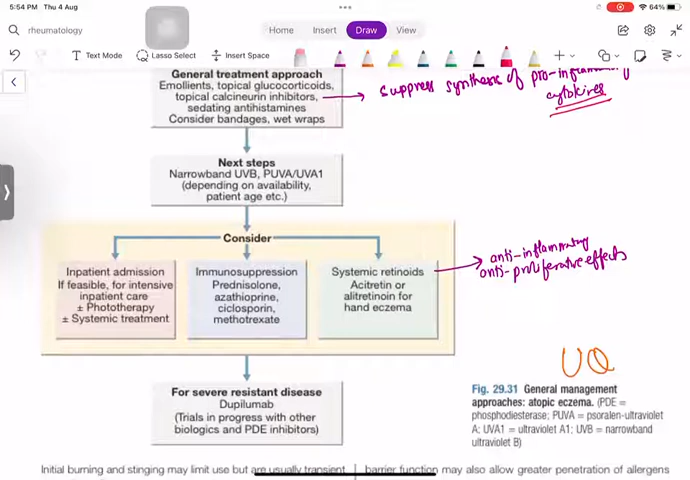 5:54 PM Thu 4 Aug
64%
rheumatology
Home Insert Draw View
Text Mode Lasso Select Insert Space
General treatment approach
Emollients, topical glucocorticoids,
topical calcineurin inhibitors,
sedating antihistamines
Consider bandages, wet wraps
suppress synthesis of
cytokines
Next steps
Narrowband UVB, PUVA/UVA1
(depending on availability,
patient age etc.)
Consider
Inpatient admission
If feasible, for intensive
inpatient care
± Phototherapy
± Systemic treatment
Immunosuppression
Prednisolone,
azathioprine,
ciclosporin,
methotrexate
Systemic retinoids
Acitretin or
alitretinoin for
hand eczema
anti-inflammatory
anti-proliferative effects
UQ
For severe resistant disease
Dupilumab
(Trials in progress with other
biologics and PDE inhibitors)
Fig. 29.31 General management
approaches: atopic eczema. (PDE =
phosphodiesterase; PUVA = psoralen-ultraviolet
A; UVA1 = ultraviolet A1; UVB = narrowband
ultraviolet B)
Initial burning and stinging may limit use but are usually transient
barrier function may also allow greater penetration of allergens